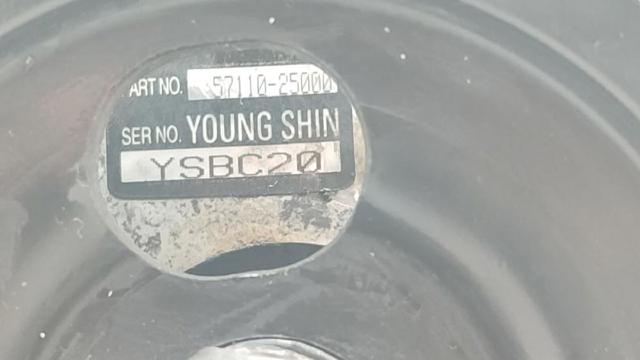 ART NO. 57110-25000
SER NO. YOUNG SHIN
YSBC20